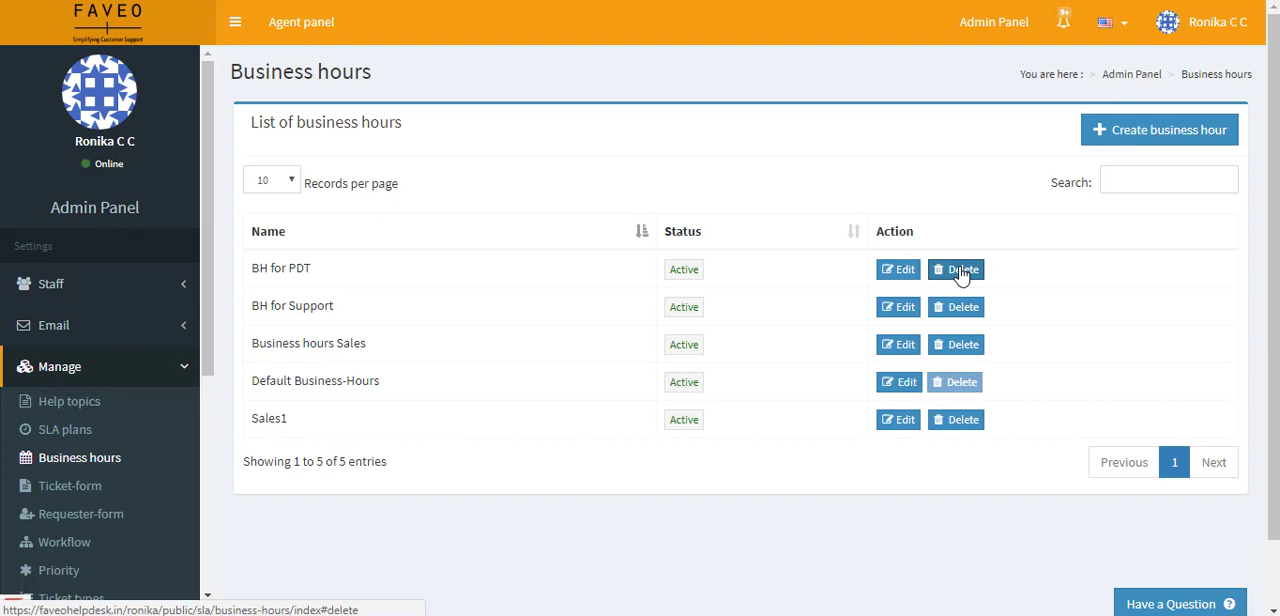 FAVEO
Simplifying Customer Support
Agent panel
Admin Panel
9+
Ronika C C
Ronika C C
Online
Admin Panel
Settings
Staff
Email
Manage
Help topics
SLA plans
Business hours
Ticket-form
Requester-form
Workflow
Priority
Ticket types
Business hours
You are here : > Admin Panel > Business hours
List of business hours
Create business hour
10 Records per page
Search:
Name Status Action
BH for PDT Active Edit Delete
BH for Support Active Edit Delete
Business hours Sales Active Edit Delete
Default Business-Hours Active Edit Delete
Sales1 Active Edit Delete
Showing 1 to 5 of 5 entries
Previous 1 Next
https://faveohelpdesk.in/ronika/public/sla/business-hours/index#delete
Have a Question